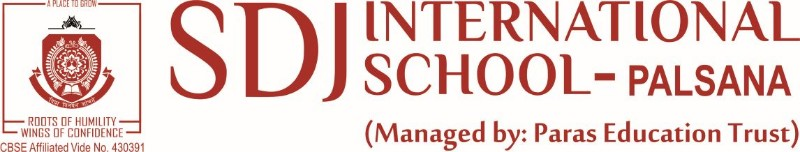 A PLACE TO GROW
ROOTS OF HUMILITY
WINGS OF CONFIDENCE
CBSE Affiliated Vide No. 430391
SDJ INTERNATIONAL
SCHOOL- PALSANA
(Managed by: Paras Education Trust)